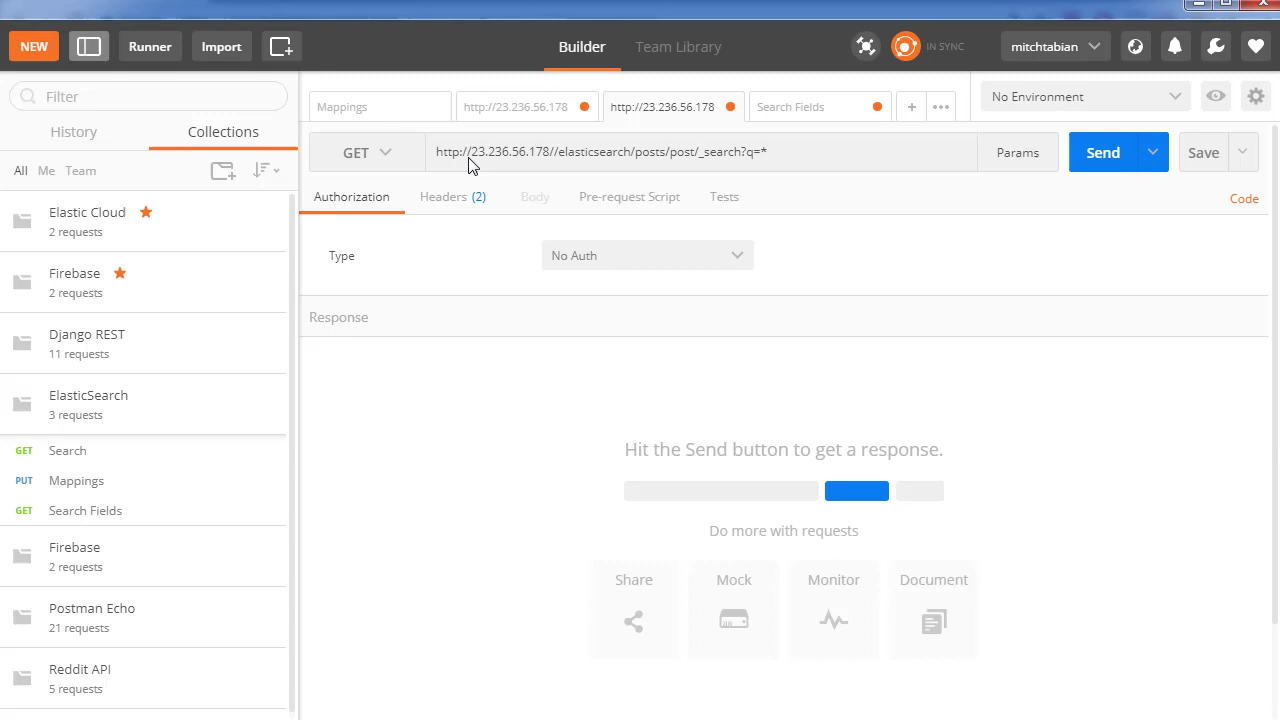 NEW
Runner
Import
Builder
Team Library
IN SYNC
mitchtabian
Filter
History
Collections
All
Me
Team
Elastic Cloud
2 requests
Firebase
2 requests
Django REST
11 requests
ElasticSearch
3 requests
GET Search
PUT Mappings
GET Search Fields
Firebase
2 requests
Postman Echo
21 requests
Reddit API
5 requests
Mappings
http://23.236.56.178
http://23.236.56.178
Search Fields
+
No Environment
GET
http://23.236.56.178//elasticsearch/posts/post/_search?q=*
Params
Send
Save
Authorization
Headers (2)
Body
Pre-request Script
Tests
Code
Type
No Auth
Response
Hit the Send button to get a response.
Do more with requests
Share
Mock
Monitor
Document